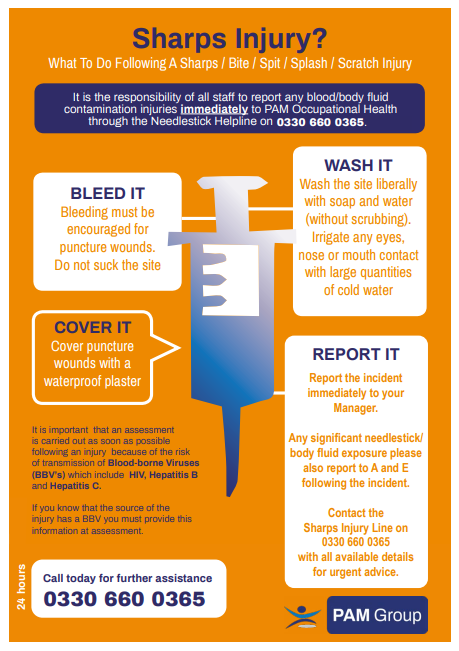 Sharps Injury?
What To Do Following A Sharps / Bite / Spit / Splash / Scratch Injury
It is the responsibility of all staff to report any blood/body fluid
contamination injuries immediately to PAM Occupational Health
through the Needlestick Helpline on 0330 660 0365.
BLEED IT
Bleeding must be
encouraged for
puncture wounds.
Do not suck the site
WASH IT
Wash the site liberally
with soap and water
(without scrubbing).
Irrigate any eyes,
nose or mouth contact
with large quantities
of cold water
COVER IT
Cover puncture
wounds with a
waterproof plaster
REPORT IT
Report the incident
immediately to your
Manager.
Any significant needlestick/
body fluid exposure please
also report to A and E
following the incident.
Contact the
Sharps Injury Line on
0330 660 0365
with all available details
for urgent advice.
It is important that an assessment
is carried out as soon as possible
following an injury because of the risk
of transmission of Blood-borne Viruses
(BBV's) which include HIV, Hepatitis B
and Hepatitis C.
If you know that the source of the
injury has a BBV you must provide this
information at assessment.
24 hours
Call today for further assistance
0330 660 0365
PAM Group